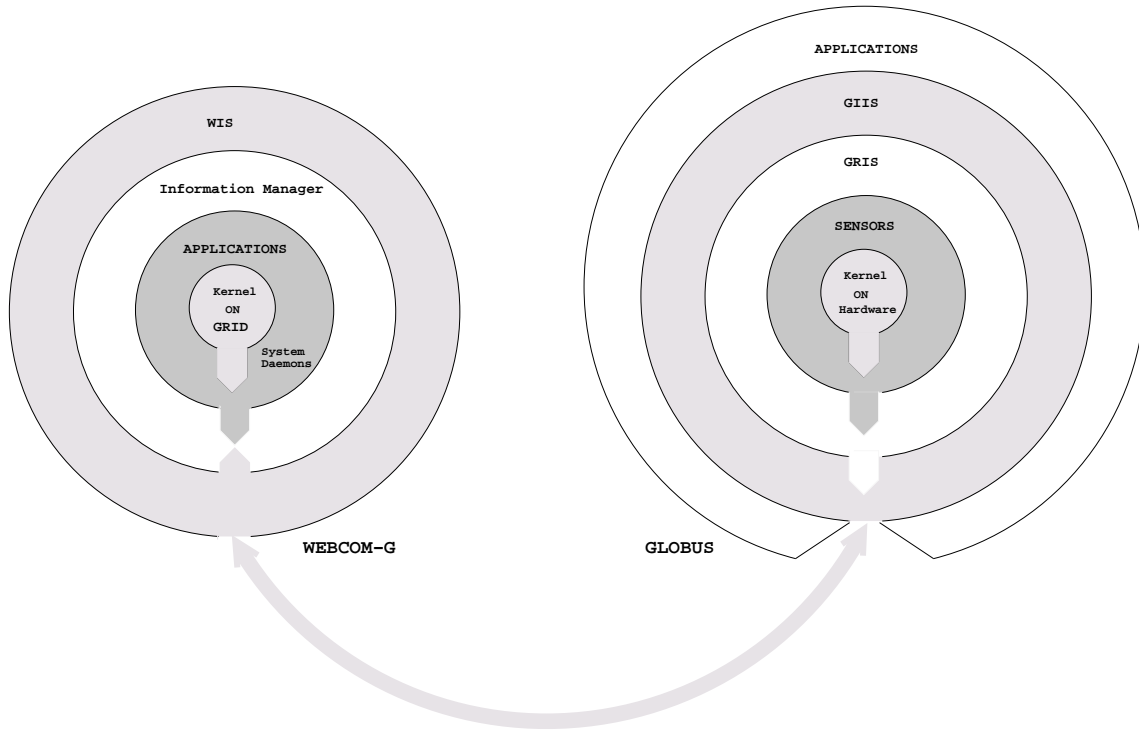 WIS
Information Manager
APPLICATIONS
Kernel
ON
GRID
System
Daemons
WEBCOM-G
APPLICATIONS
GIIS
GRIS
SENSORS
Kernel
ON
Hardware
GLOBUS